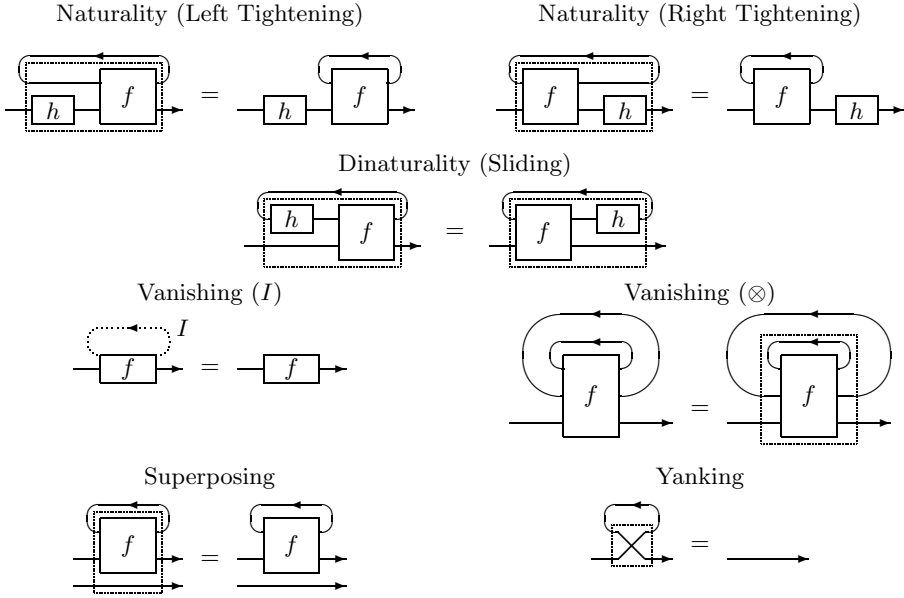 Naturality (Left Tightening)
Naturality (Right Tightening)
h f = h f
f h = f h
Dinaturality (Sliding)
h f = f h
Vanishing (I)
Vanishing (⊗)
I
f = f
f = f
Superposing
Yanking
f = f
=